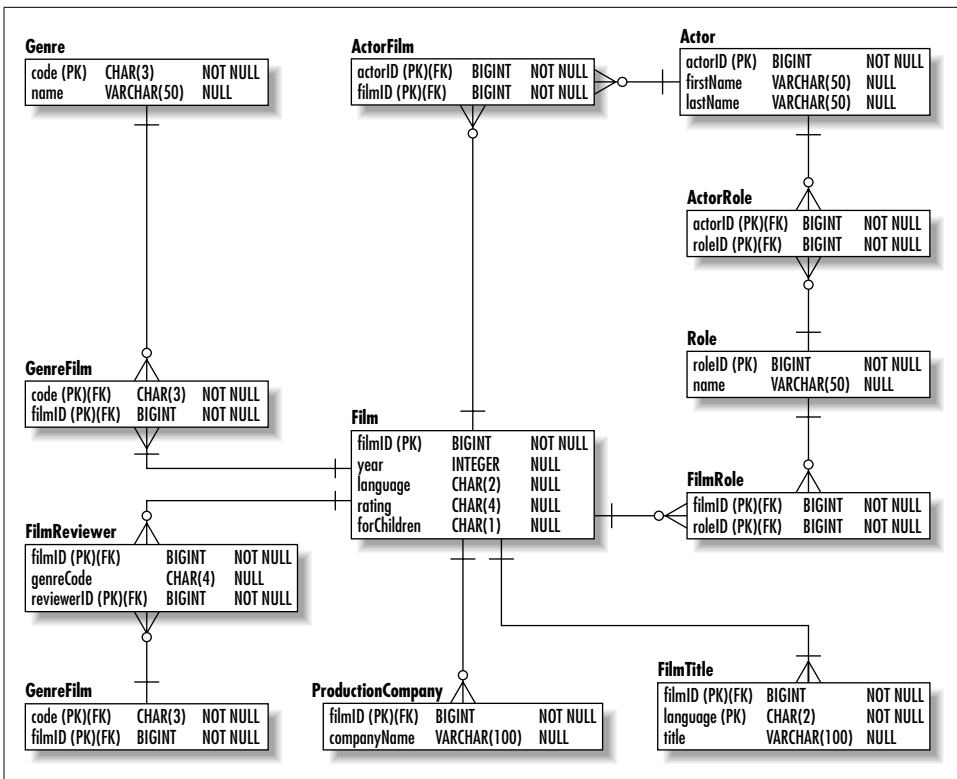 Genre
code (PK) CHAR(3) NOT NULL
name VARCHAR(50) NULL
ActorFilm
actorID (PK)(FK) BIGINT NOT NULL
filmID (PK)(FK) BIGINT NOT NULL
Actor
actorID (PK) BIGINT NOT NULL
firstName VARCHAR(50) NULL
lastName VARCHAR(50) NULL
ActorRole
actorID (PK)(FK) BIGINT NOT NULL
roleID (PK)(FK) BIGINT NOT NULL
Role
roleID (PK) BIGINT NOT NULL
name VARCHAR(50) NULL
GenreFilm
code (PK)(FK) CHAR(3) NOT NULL
filmID (PK)(FK) BIGINT NOT NULL
Film
filmID (PK) BIGINT NOT NULL
year INTEGER NULL
language CHAR(2) NULL
rating CHAR(4) NULL
forChildren CHAR(1) NULL
FilmRole
filmID (PK)(FK) BIGINT NOT NULL
roleID (PK)(FK) BIGINT NOT NULL
FilmReviewer
filmID (PK)(FK) BIGINT NOT NULL
genreCode CHAR(4) NULL
reviewerID (PK)(FK) BIGINT NOT NULL
GenreFilm
code (PK)(FK) CHAR(3) NOT NULL
filmID (PK)(FK) BIGINT NOT NULL
ProductionCompany
filmID (PK)(FK) BIGINT NOT NULL
companyName VARCHAR(100) NULL
FilmTitle
filmID (PK)(FK) BIGINT NOT NULL
language (PK) CHAR(2) NOT NULL
title VARCHAR(100) NULL